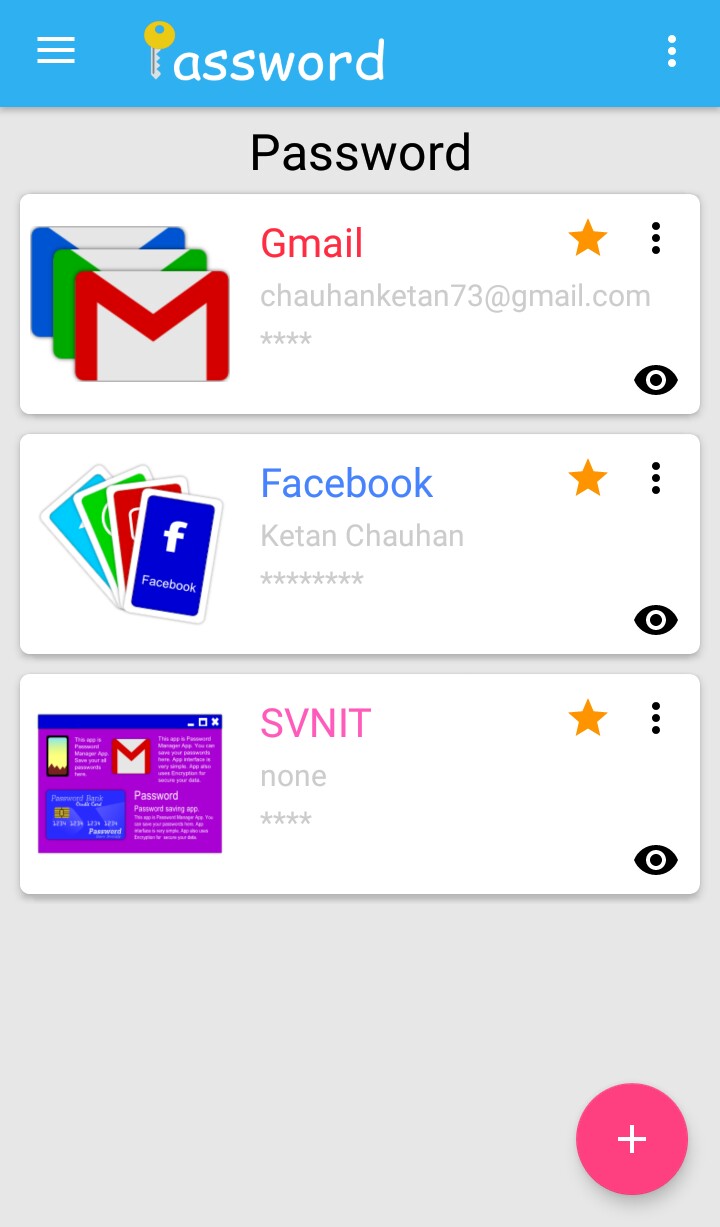 Password
Password
Gmail
chauhanketan73@gmail.com
****
Facebook
Facebook
Ketan Chauhan
********
SVNIT
none
****
This app is
Password
Manager App.
Save your all
passwords
here.
This app is Password
Manager App. You can
save your passwords
here. App interface is
very simple. App also
uses Encryption for
secure your data.
Password Bank
Credit Card
1234 1234 1234 1234
Password
Password
Password saving app.
This app is Password Manager App. You
can save your passwords here. App
interface is very simple. App also uses
Encryption for secure your data.